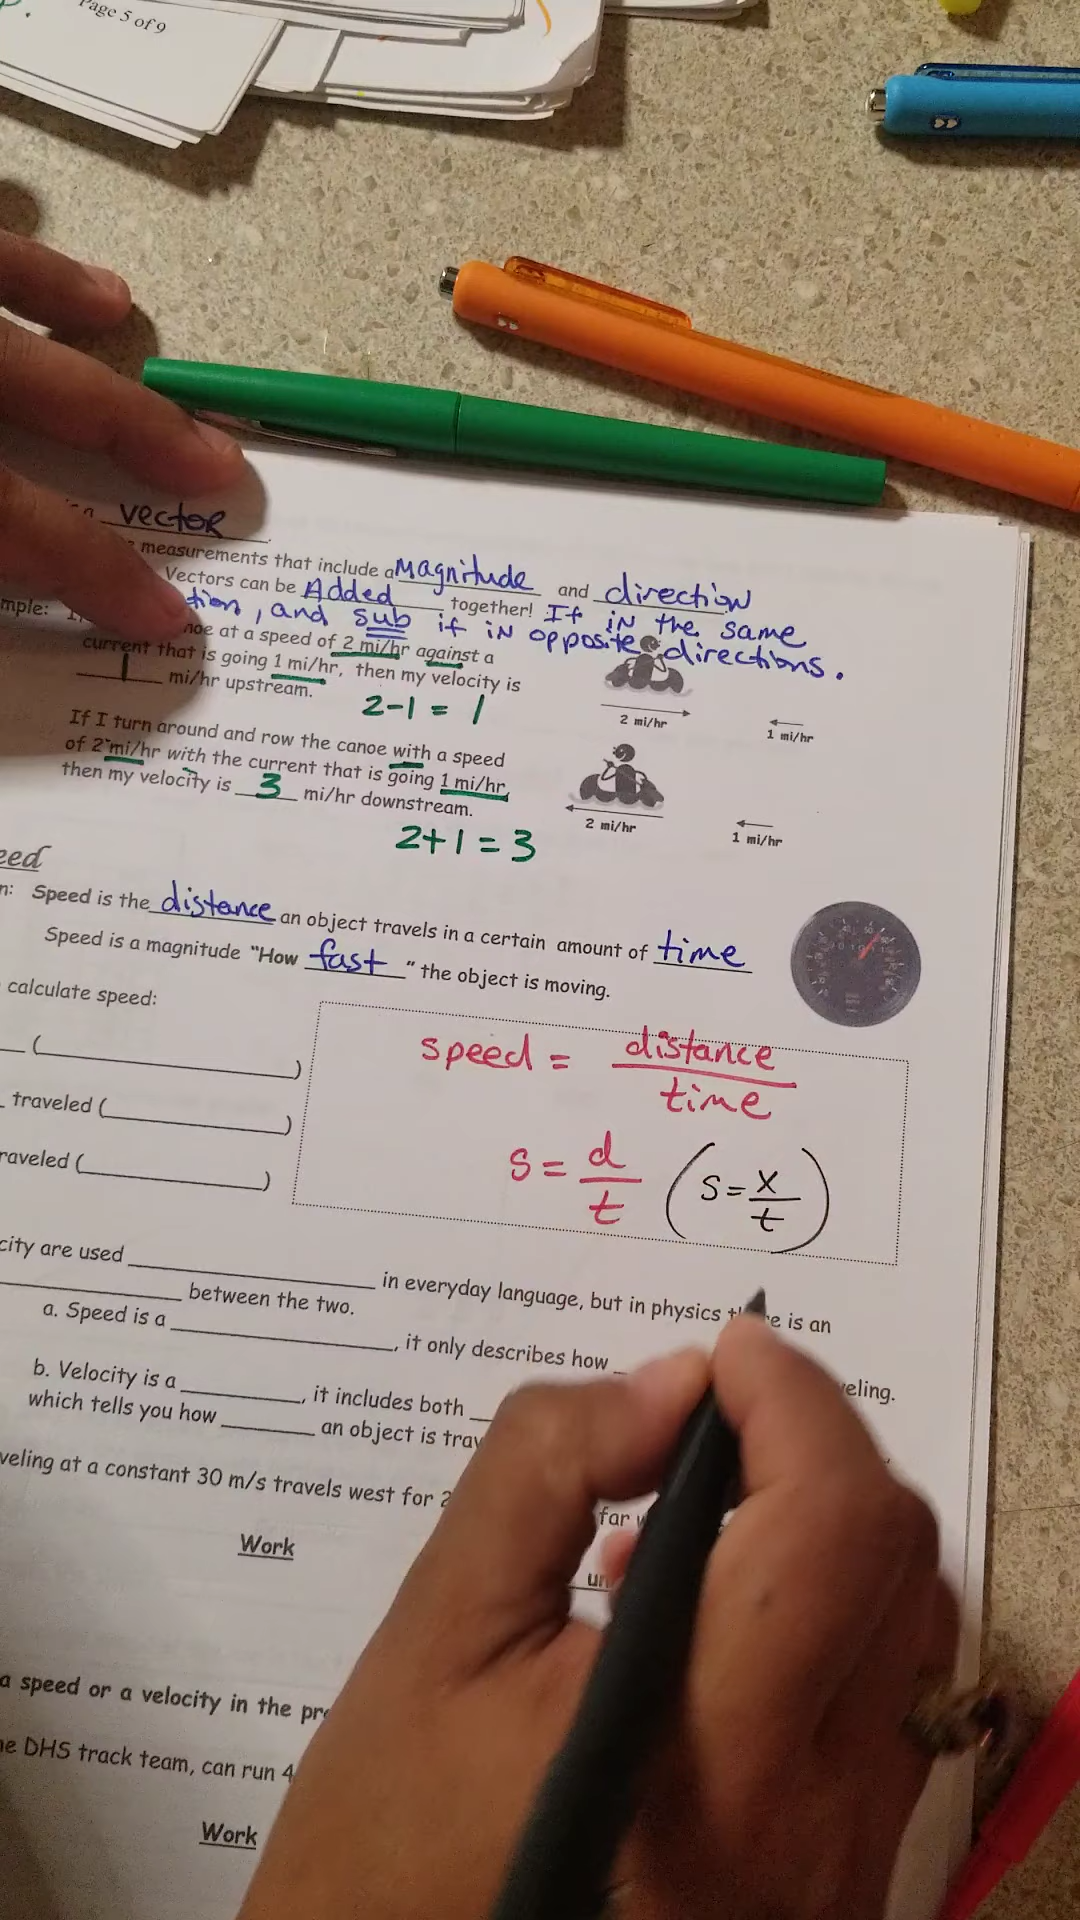 Page 5 of 9
vector
measurements that include a Magnitude and direction
Vectors can be Added together! If in the same
tion, and sub if in opposite directions.
mple:
noe at a speed of 2 mi/hr against a
current that is going 1 mi/hr, then my velocity is
1 mi/hr upstream.
2-1 = 1
2 mi/hr
1 mi/hr
If I turn around and row the canoe with a speed
of 2 mi/hr with the current that is going 1 mi/hr,
then my velocity is 3 mi/hr downstream.
2+1=3
2 mi/hr
1 mi/hr
eed
n: Speed is the distance an object travels in a certain amount of time
Speed is a magnitude "How fast" the object is moving.
calculate speed:
( )
traveled ( )
raveled ( )
speed = distance
time
s = d
t
(s = x
t)
city are used in everyday language, but in physics is an
between the two.
a. Speed is a , it only describes how veling.
b. Velocity is a , it includes both
which tells you how an object is trav
veling at a constant 30 m/s travels west for 2 far
Work
un
a speed or a velocity in the pr
he DHS track team, can run 4
Work